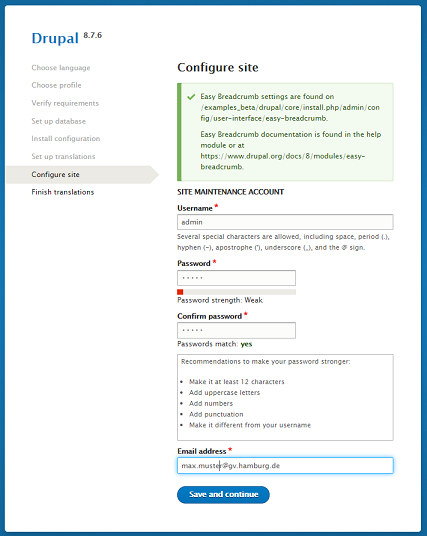 Drupal 8.7.6
Choose language
Choose profile
Verify requirements
Set up database
Install configuration
Set up translations
Configure site
Finish translations
Configure site
Easy Breadcrumb settings are found on
/examples_beta/drupal/core/install.php/admin/con
fig/user-interface/easy-breadcrumb.
Easy Breadcrumb documentation is found in the help
module or at
https://www.drupal.org/docs/8/modules/easy-
breadcrumb.
SITE MAINTENANCE ACCOUNT
Username *
admin
Several special characters are allowed, including space, period (.),
hyphen (-), apostrophe ('), underscore (_), and the @ sign.
Password *
•••••
Password strength: Weak
Confirm password *
•••••
Passwords match: yes
Recommendations to make your password stronger:
• Make it at least 12 characters
• Add uppercase letters
• Add numbers
• Add punctuation
• Make it different from your username
Email address *
max.muster@gv.hamburg.de
Save and continue